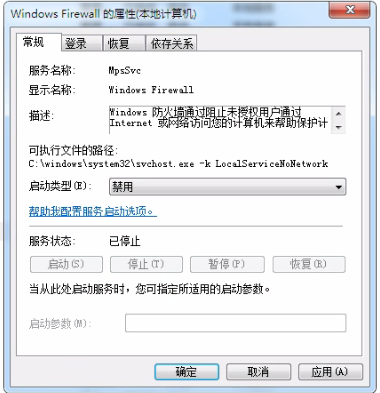 Windows Firewall 的属性(本地计算机)
常规 登录 恢复 依存关系
服务名称: MpsSvc
显示名称: Windows Firewall
描述: Windows 防火墙通过阻止未授权用户通过
Internet 或网络访问您的计算机来帮助保护计
可执行文件的路径:
C:\windows\system32\svchost.exe -k LocalServiceNoNetwork
启动类型(E): 禁用
帮助我配置服务启动选项。
服务状态: 已停止
启动(S) 停止(T) 暂停(P) 恢复(R)
当从此处启动服务时，您可指定所适用的启动参数。
启动参数(M):
确定 取消 应用(A)